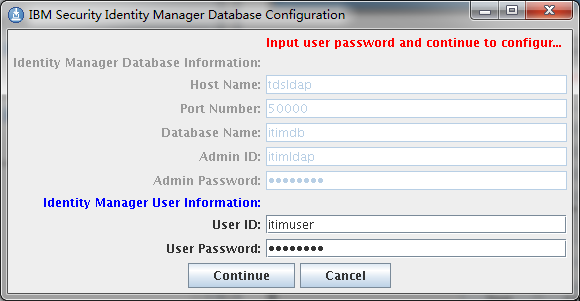 IBM Security Identity Manager Database Configuration
Input user password and continue to configur...
Identity Manager Database Information:
Host Name: tdsldap
Port Number: 50000
Database Name: itimdb
Admin ID: itimldap
Admin Password: ●●●●●●●●
Identity Manager User Information:
User ID: itimuser
User Password: ●●●●●●●●
Continue Cancel